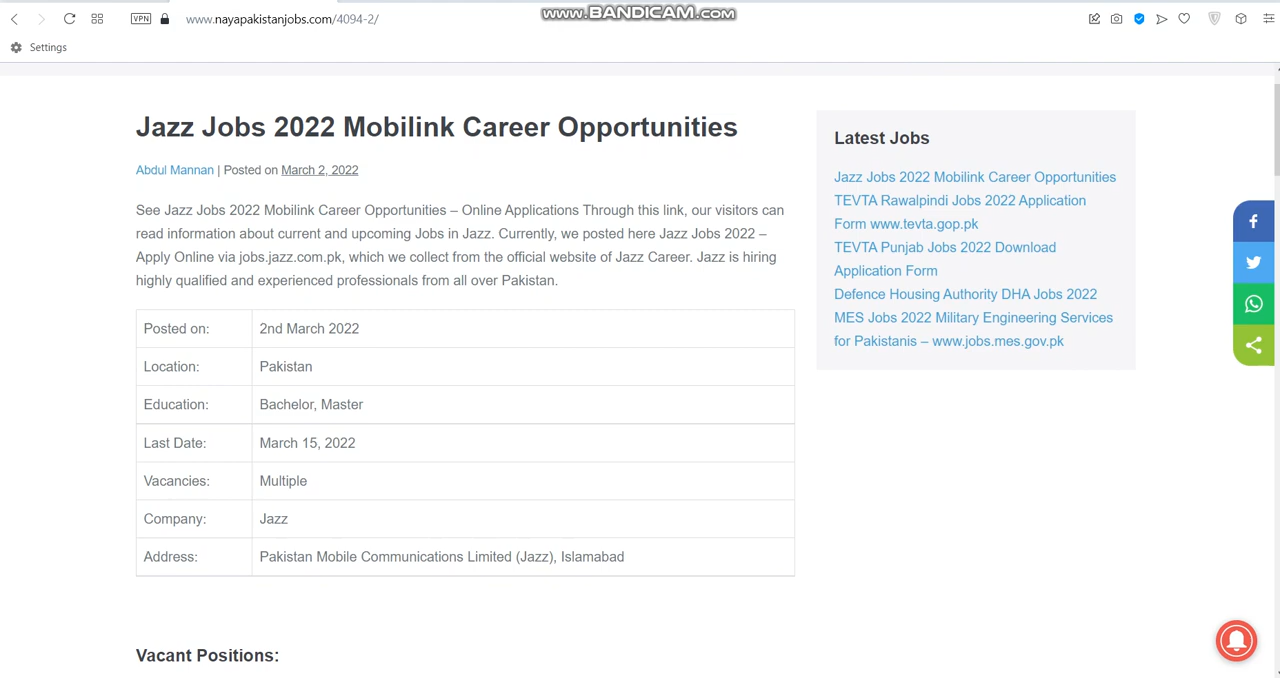 VPN
www.nayapakistanjobs.com/4094-2/
www.BANDICAM.com
Settings
Jazz Jobs 2022 Mobilink Career Opportunities
Abdul Mannan | Posted on March 2, 2022
See Jazz Jobs 2022 Mobilink Career Opportunities – Online Applications Through this link, our visitors can
read information about current and upcoming Jobs in Jazz. Currently, we posted here Jazz Jobs 2022 –
Apply Online via jobs.jazz.com.pk, which we collect from the official website of Jazz Career. Jazz is hiring
highly qualified and experienced professionals from all over Pakistan.
Posted on: 2nd March 2022
Location: Pakistan
Education: Bachelor, Master
Last Date: March 15, 2022
Vacancies: Multiple
Company: Jazz
Address: Pakistan Mobile Communications Limited (Jazz), Islamabad
Vacant Positions:
Latest Jobs
Jazz Jobs 2022 Mobilink Career Opportunities
TEVTA Rawalpindi Jobs 2022 Application
Form www.tevta.gop.pk
TEVTA Punjab Jobs 2022 Download
Application Form
Defence Housing Authority DHA Jobs 2022
MES Jobs 2022 Military Engineering Services
for Pakistanis – www.jobs.mes.gov.pk